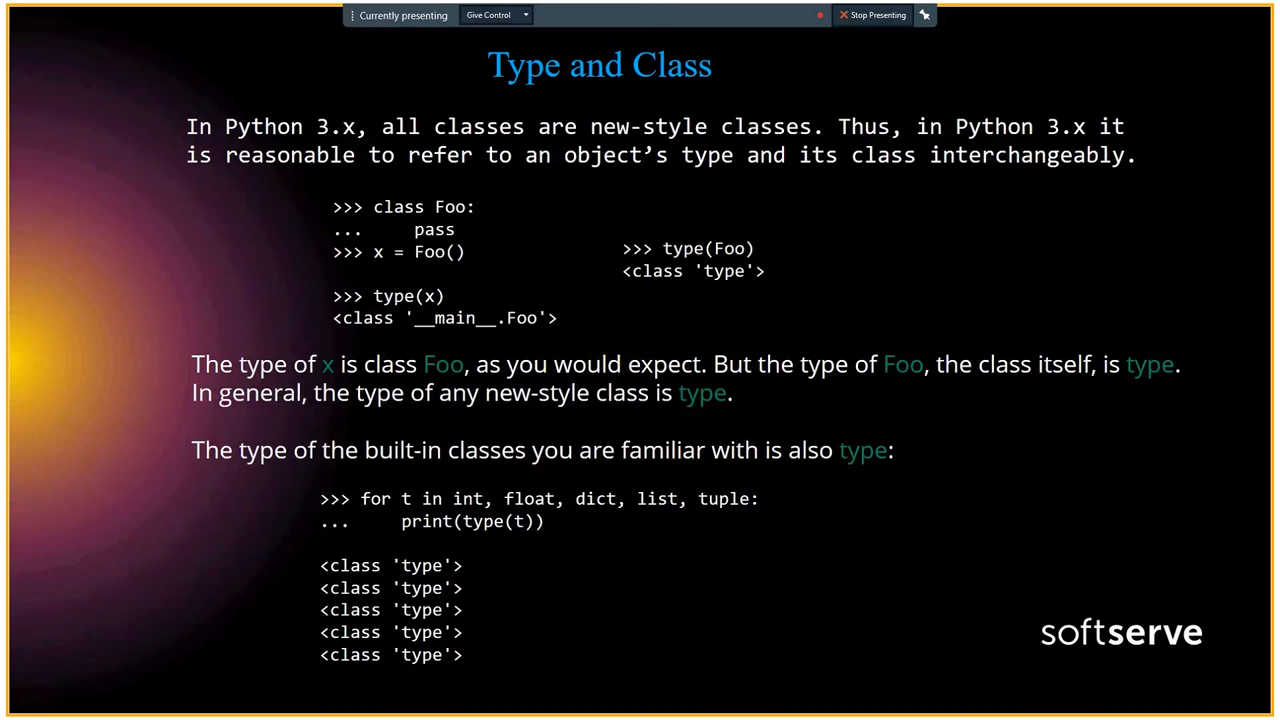 Currently presenting Give Control Stop Presenting
Type and Class
In Python 3.x, all classes are new-style classes. Thus, in Python 3.x it
is reasonable to refer to an object’s type and its class interchangeably.
>>> class Foo:
...     pass
>>> x = Foo()
>>> type(x)
<class '__main__.Foo'>
>>> type(Foo)
<class 'type'>
The type of x is class Foo, as you would expect. But the type of Foo, the class itself, is type.
In general, the type of any new-style class is type.
The type of the built-in classes you are familiar with is also type:
>>> for t in int, float, dict, list, tuple:
...     print(type(t))
<class 'type'>
<class 'type'>
<class 'type'>
<class 'type'>
<class 'type'>
softserve